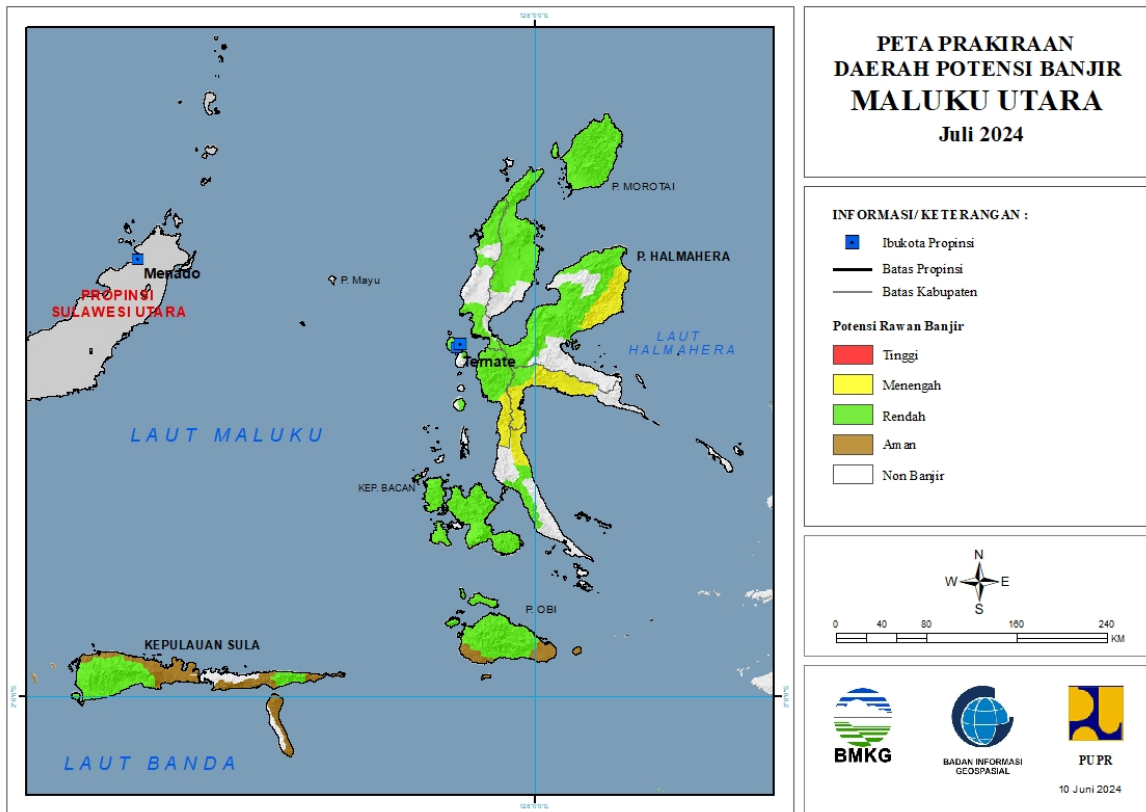 PETA PRAKIRAAN
DAERAH POTENSI BANJIR
MALUKU UTARA
Juli 2024
INFORMASI/ KETERANGAN :
Ibukota Propinsi
Batas Propinsi
Batas Kabupaten
Potensi Rawan Banjir
Tinggi
Menengah
Rendah
Aman
Non Banjir
N
W E
S
0 40 80 160 240
KM
BMKG
BADAN INFORMASI
GEOSPASIAL
PUPR
10 Juni 2024
P. MOROTAI
P. HALMAHERA
Menado
P. Mayu
PROPINSI
SULAWESI UTARA
LAUT
HALMAHERA
Ternate
LAUT MALUKU
KEP. BACAN
P. OBI
KEPULAUAN SULA
LAUT BANDA